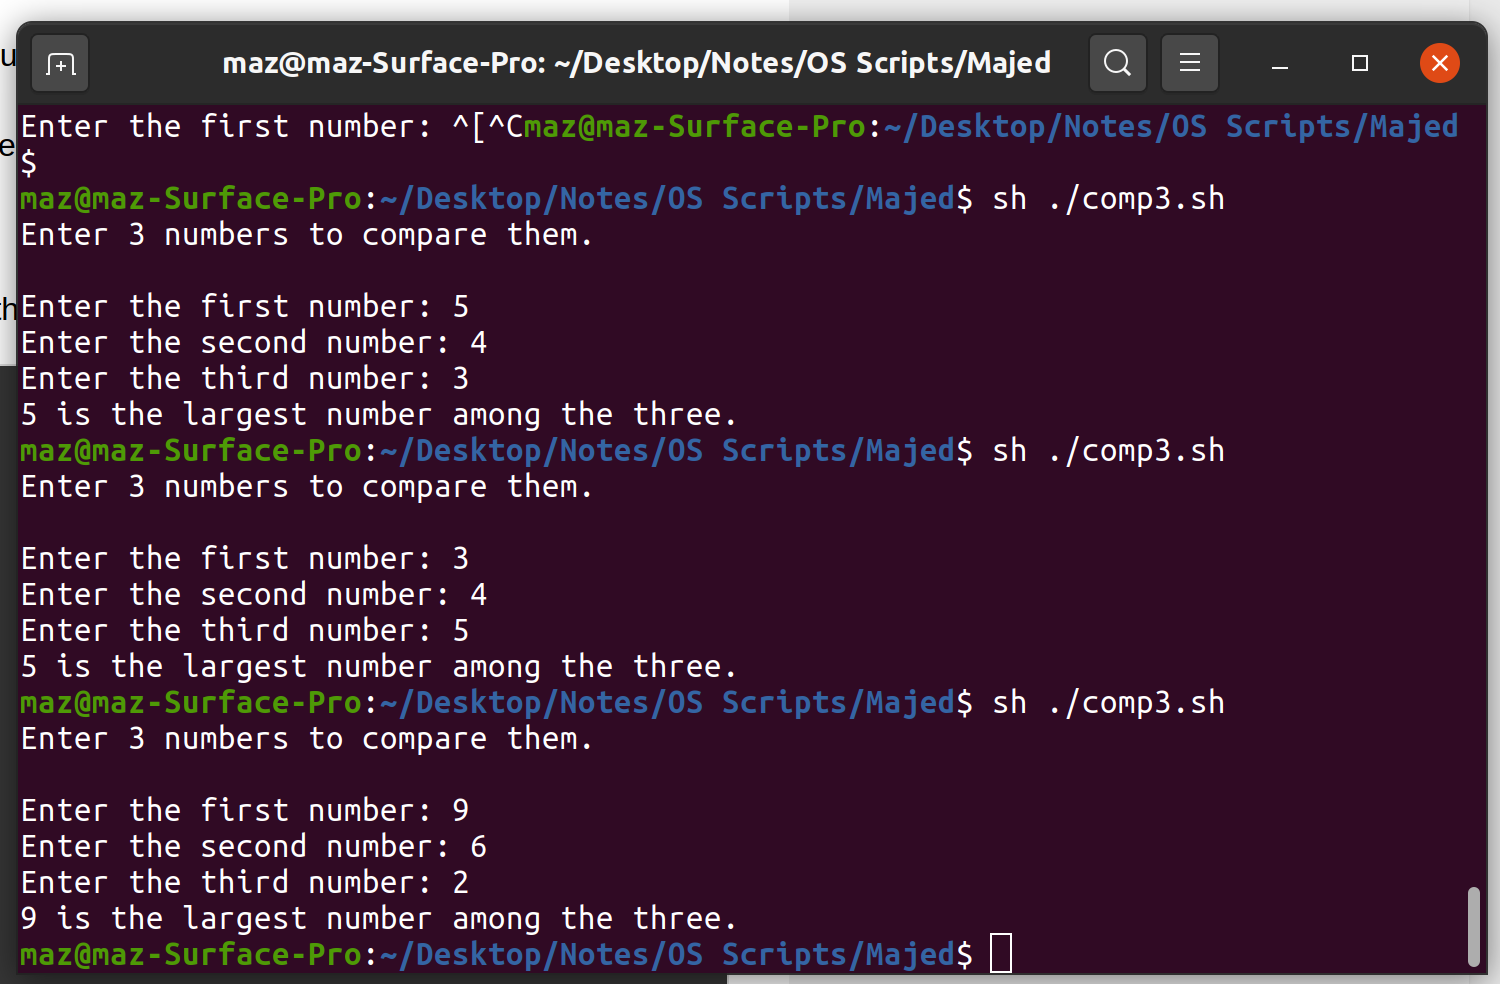 maz@maz-Surface-Pro: ~/Desktop/Notes/OS Scripts/Majed
Enter the first number: ^[^Cmaz@maz-Surface-Pro:~/Desktop/Notes/OS Scripts/Majed
$
maz@maz-Surface-Pro:~/Desktop/Notes/OS Scripts/Majed$ sh ./comp3.sh
Enter 3 numbers to compare them.

Enter the first number: 5
Enter the second number: 4
Enter the third number: 3
5 is the largest number among the three.
maz@maz-Surface-Pro:~/Desktop/Notes/OS Scripts/Majed$ sh ./comp3.sh
Enter 3 numbers to compare them.

Enter the first number: 3
Enter the second number: 4
Enter the third number: 5
5 is the largest number among the three.
maz@maz-Surface-Pro:~/Desktop/Notes/OS Scripts/Majed$ sh ./comp3.sh
Enter 3 numbers to compare them.

Enter the first number: 9
Enter the second number: 6
Enter the third number: 2
9 is the largest number among the three.
maz@maz-Surface-Pro:~/Desktop/Notes/OS Scripts/Majed$